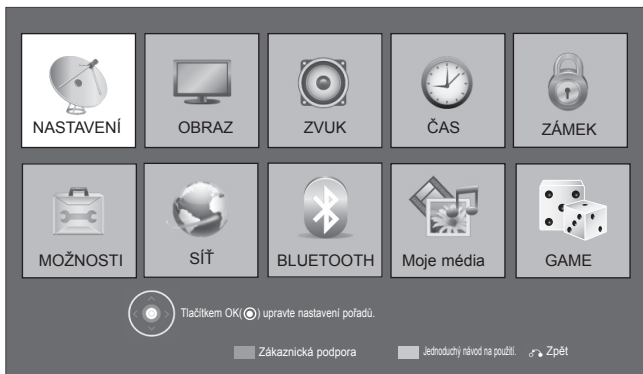 NASTAVENÍ
OBRAZ
ZVUK
ČAS
ZÁMEK
MOŽNOSTI
SÍŤ
BLUETOOTH
Moje média
GAME
Tlačítkem OK(◉) upravte nastavení pořadů.
Zákaznická podpora
Jednoduchý návod na použití.
Zpět